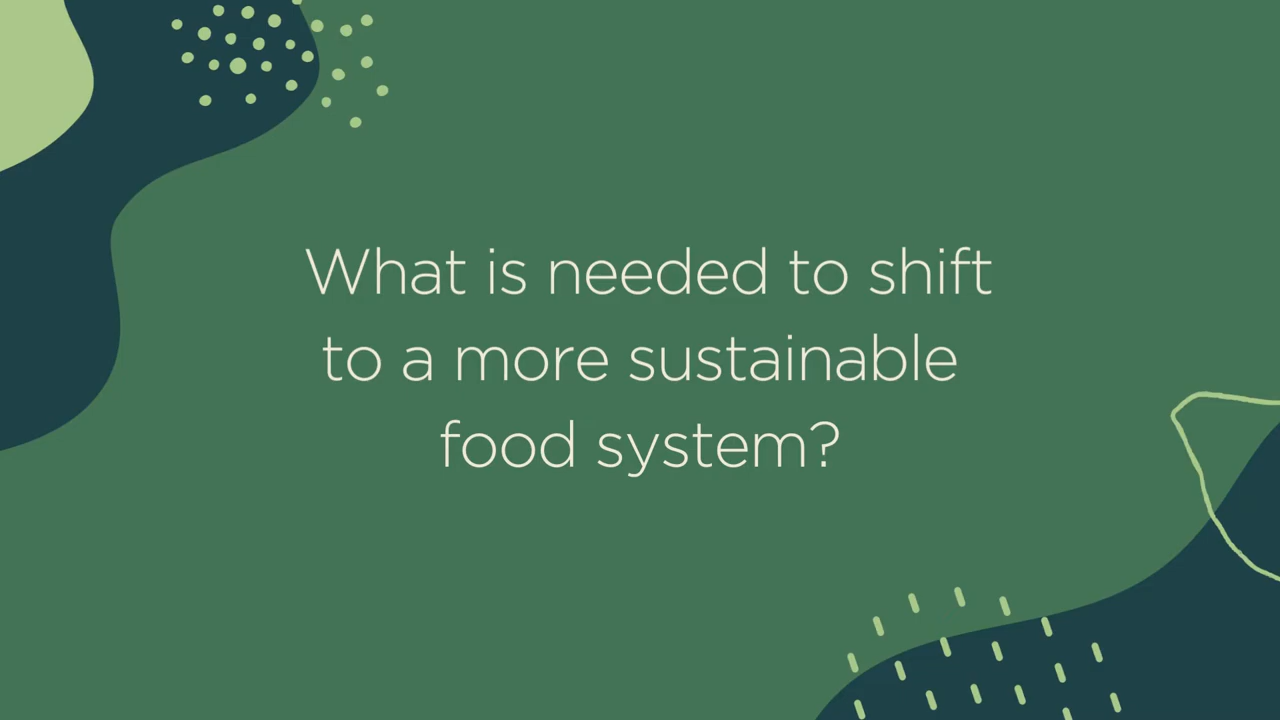 What is needed to shift
to a more sustainable
food system?